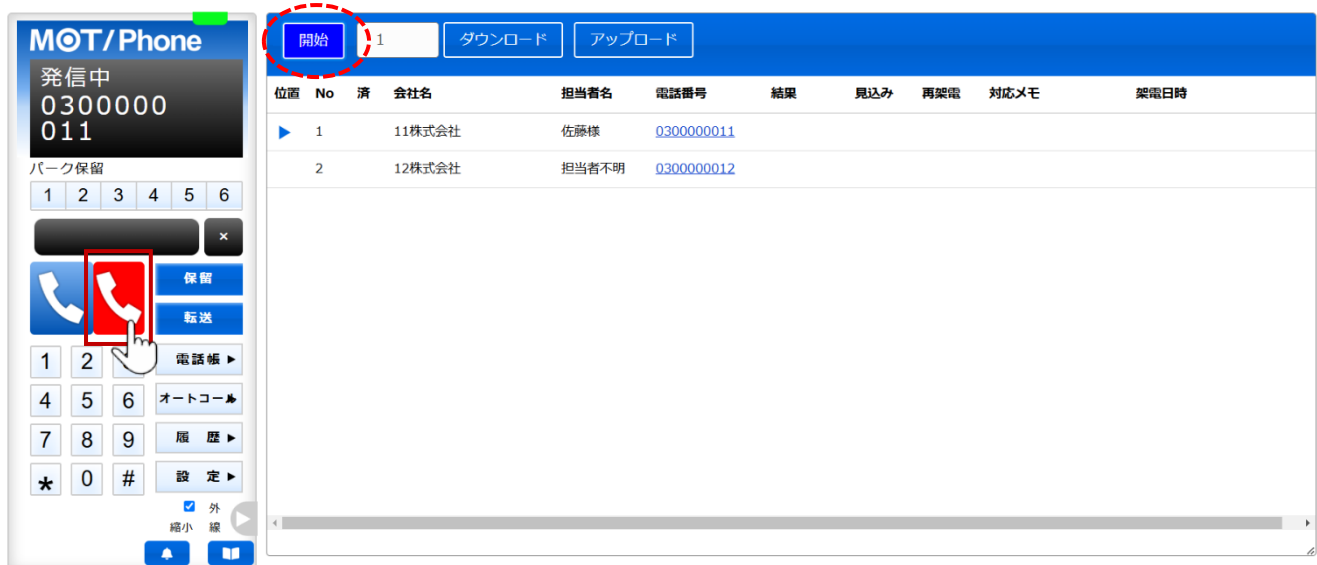 MOT/Phone
発信中
0300000
011
パーク保留
1 2 3 4 5 6
×
保留
転送
1 2 電話帳 ▶
4 5 6 オートコール
7 8 9 履 歴 ▶
* 0 # 設 定 ▶
外
縮小 線
開始 1 ダウンロード アップロード
位置 No 済 会社名 担当者名 電話番号 結果 見込み 再架電 対応メモ 架電日時
▶ 1 11株式会社 佐藤様 0300000011
2 12株式会社 担当者不明 0300000012